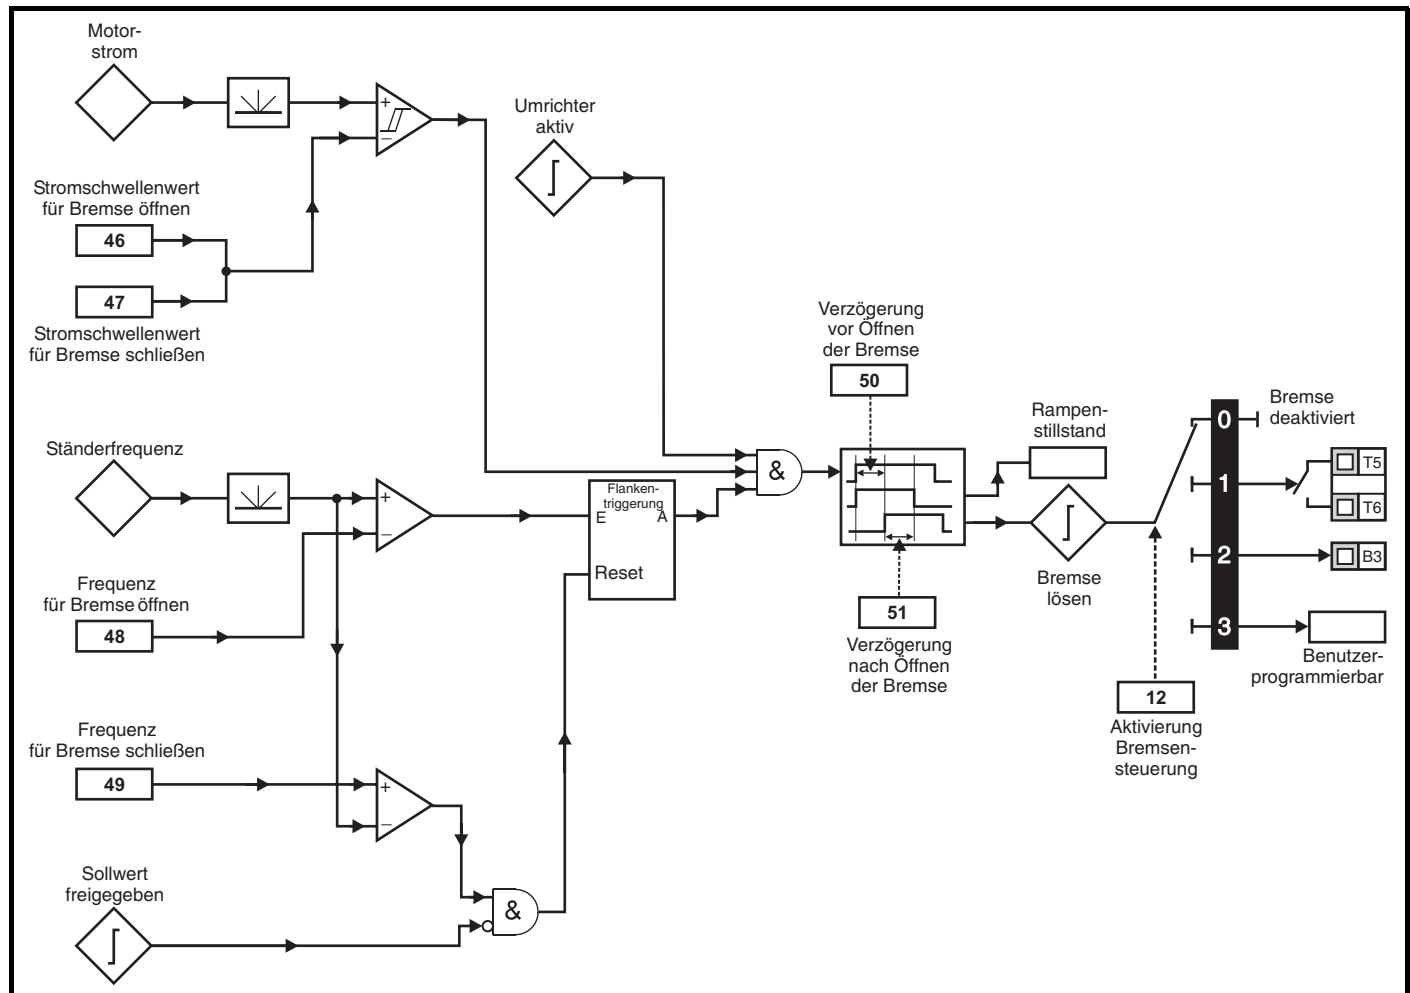 Motor-
strom
+
−
Umrichter
aktiv
Stromschwellenwert
für Bremse öffnen
46
47
Stromschwellenwert
für Bremse schließen
Verzögerung
vor Öffnen
der Bremse
50
Ständerfrequenz
+
−
Frequenz
für Bremse öffnen
48
Flanken-
triggerung
E A
Reset
&
51
Verzögerung
nach Öffnen
der Bremse
Rampen-
stillstand
Bremse
lösen
0
Bremse
deaktiviert
1
T5
T6
2
B3
3
Benutzer-
programmierbar
12
Aktivierung
Bremsen-
steuerung
Frequenz
für Bremse schließen
49
+
−
Sollwert
freigegeben
&